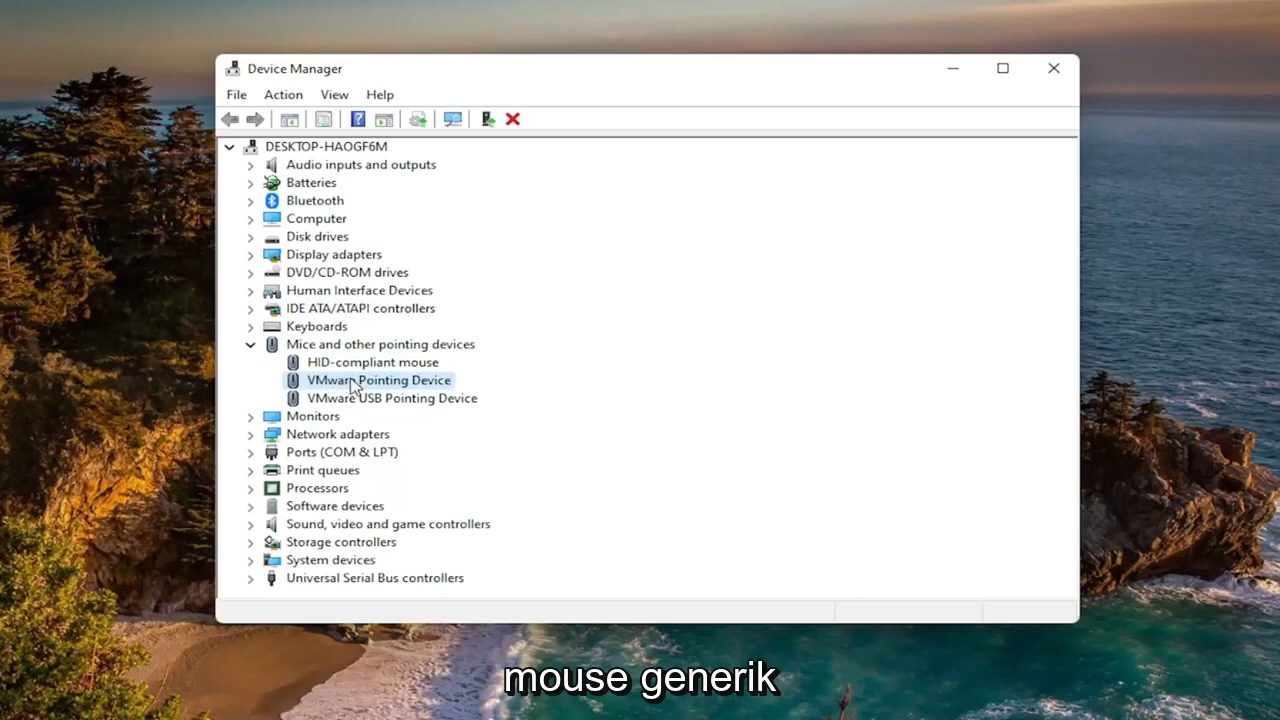 Device Manager
File Action View Help
DESKTOP-HAOGF6M
Audio inputs and outputs
Batteries
Bluetooth
Computer
Disk drives
Display adapters
DVD/CD-ROM drives
Human Interface Devices
IDE ATA/ATAPI controllers
Keyboards
Mice and other pointing devices
HID-compliant mouse
VMware Pointing Device
VMware USB Pointing Device
Monitors
Network adapters
Ports (COM & LPT)
Print queues
Processors
Software devices
Sound, video and game controllers
Storage controllers
System devices
Universal Serial Bus controllers
mouse generik